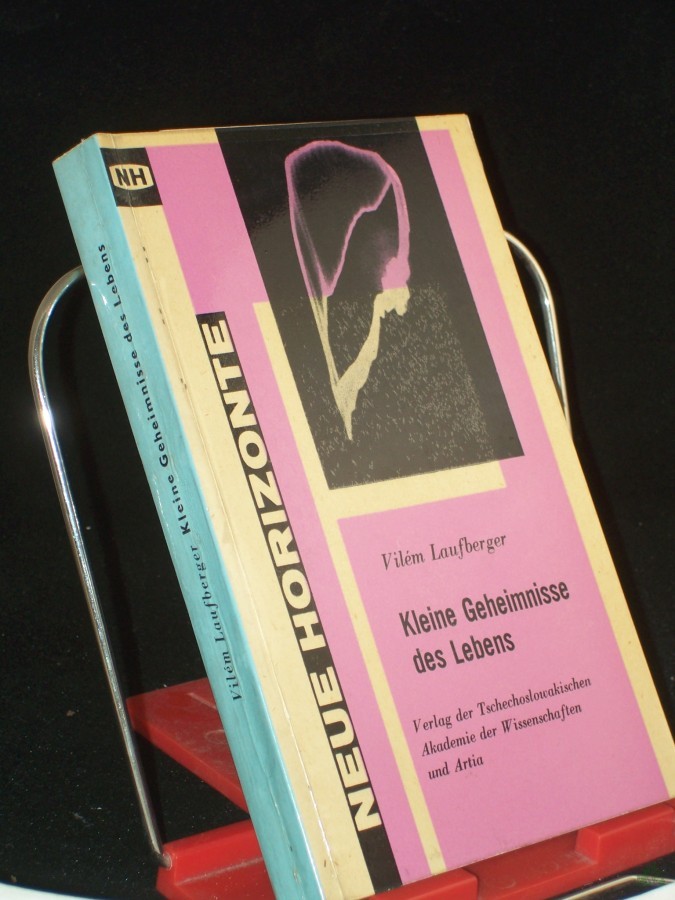 NH
Vilém Laufberger Kleine Geheimnisse des Lebens
NEUE HORIZONTE
Vilém Laufberger
Kleine Geheimnisse
des Lebens
Verlag der Tschechoslowakischen
Akademie der Wissenschaften
und Artia